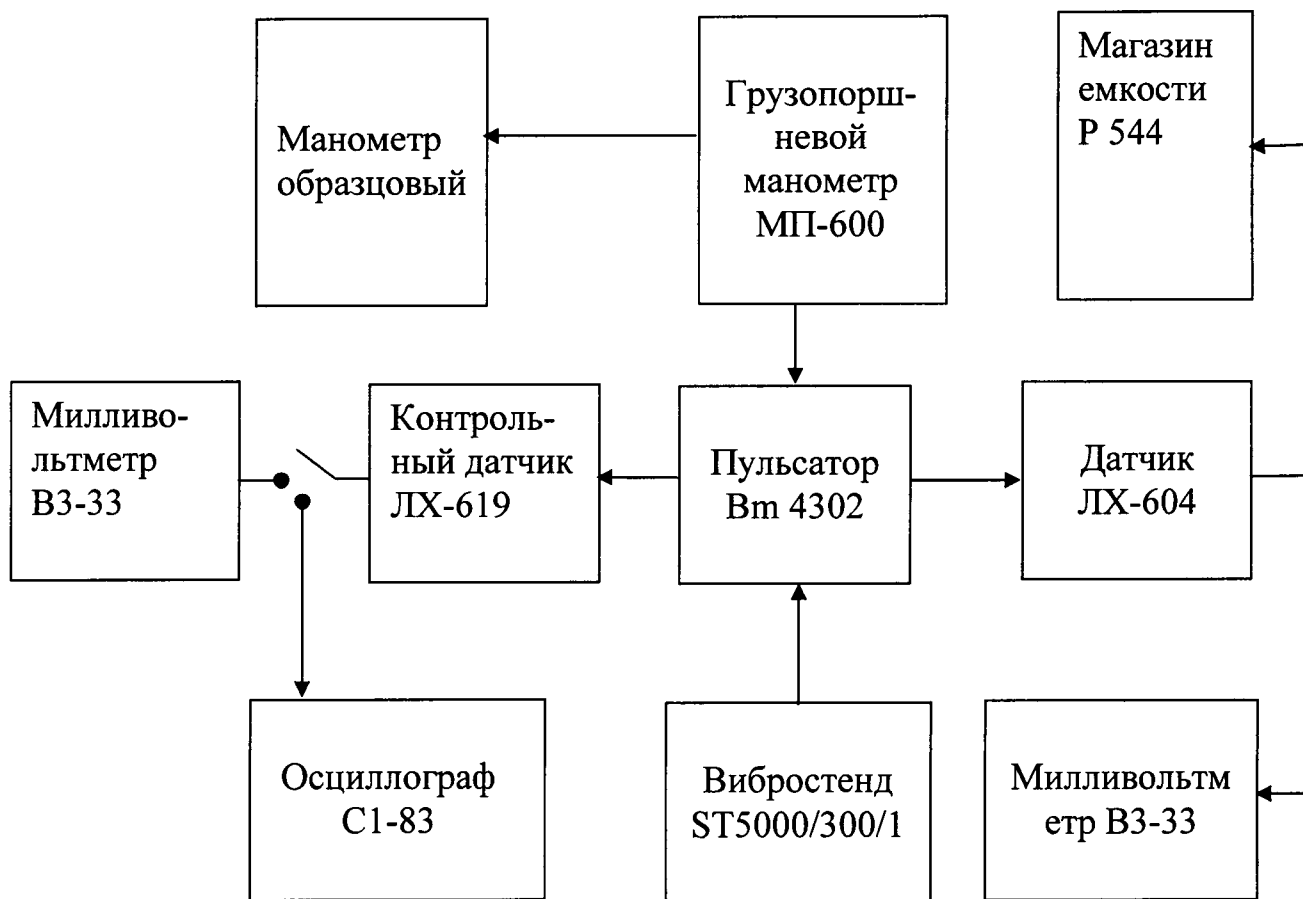 Манометр
образцовый
Грузопорш-
невой
манометр
МП-600
Магазин
емкости
Р 544
Милливо-
льтметр
В3-33
Контроль-
ный датчик
ЛХ-619
Пульсатор
Bm 4302
Датчик
ЛХ-604
Осциллограф
С1-83
Вибростенд
ST5000/300/1
Милливольтм
етр В3-33